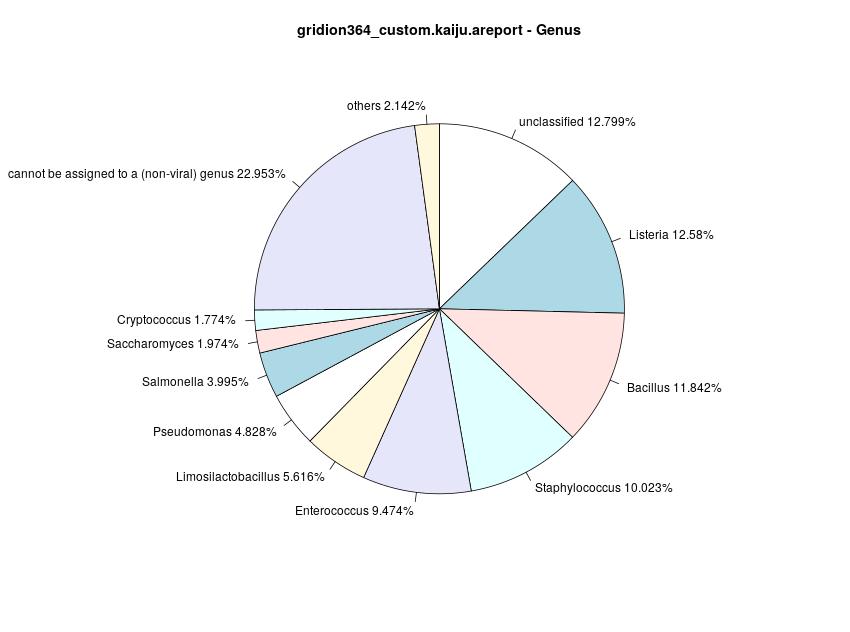 gridion364_custom.kaiju.areport - Genus
others 2.142%
unclassified 12.799%
cannot be assigned to a (non-viral) genus 22.953%
Listeria 12.58%
Cryptococcus 1.774%
Saccharomyces 1.974%
Salmonella 3.995%
Bacillus 11.842%
Pseudomonas 4.828%
Limosilactobacillus 5.616%
Staphylococcus 10.023%
Enterococcus 9.474%